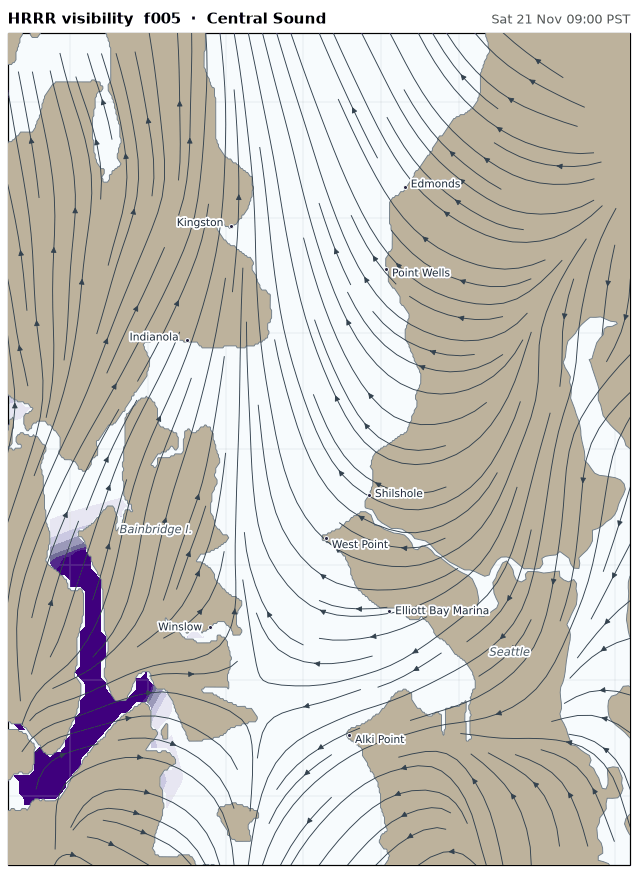 HRRR visibility f005 · Central Sound
Sat 21 Nov 09:00 PST
Edmonds
Kingston
Point Wells
Indianola
Shilshole
Bainbridge I.
West Point
Elliott Bay Marina
Winslow
Seattle
Alki Point